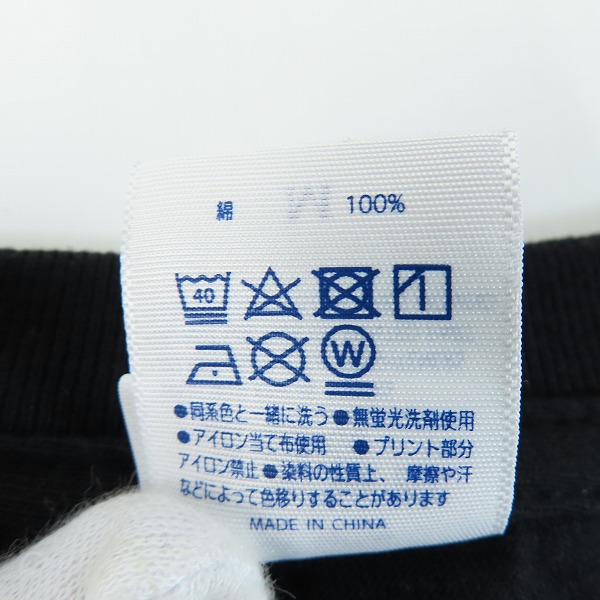 綿 100%
40
W
●同系色と一緒に洗う ●無蛍光洗剤使用
●アイロン当て布使用 ●プリント部分
アイロン禁止 ●染料の性質上、摩擦や汗
などによって色移りすることがあります
MADE IN CHINA